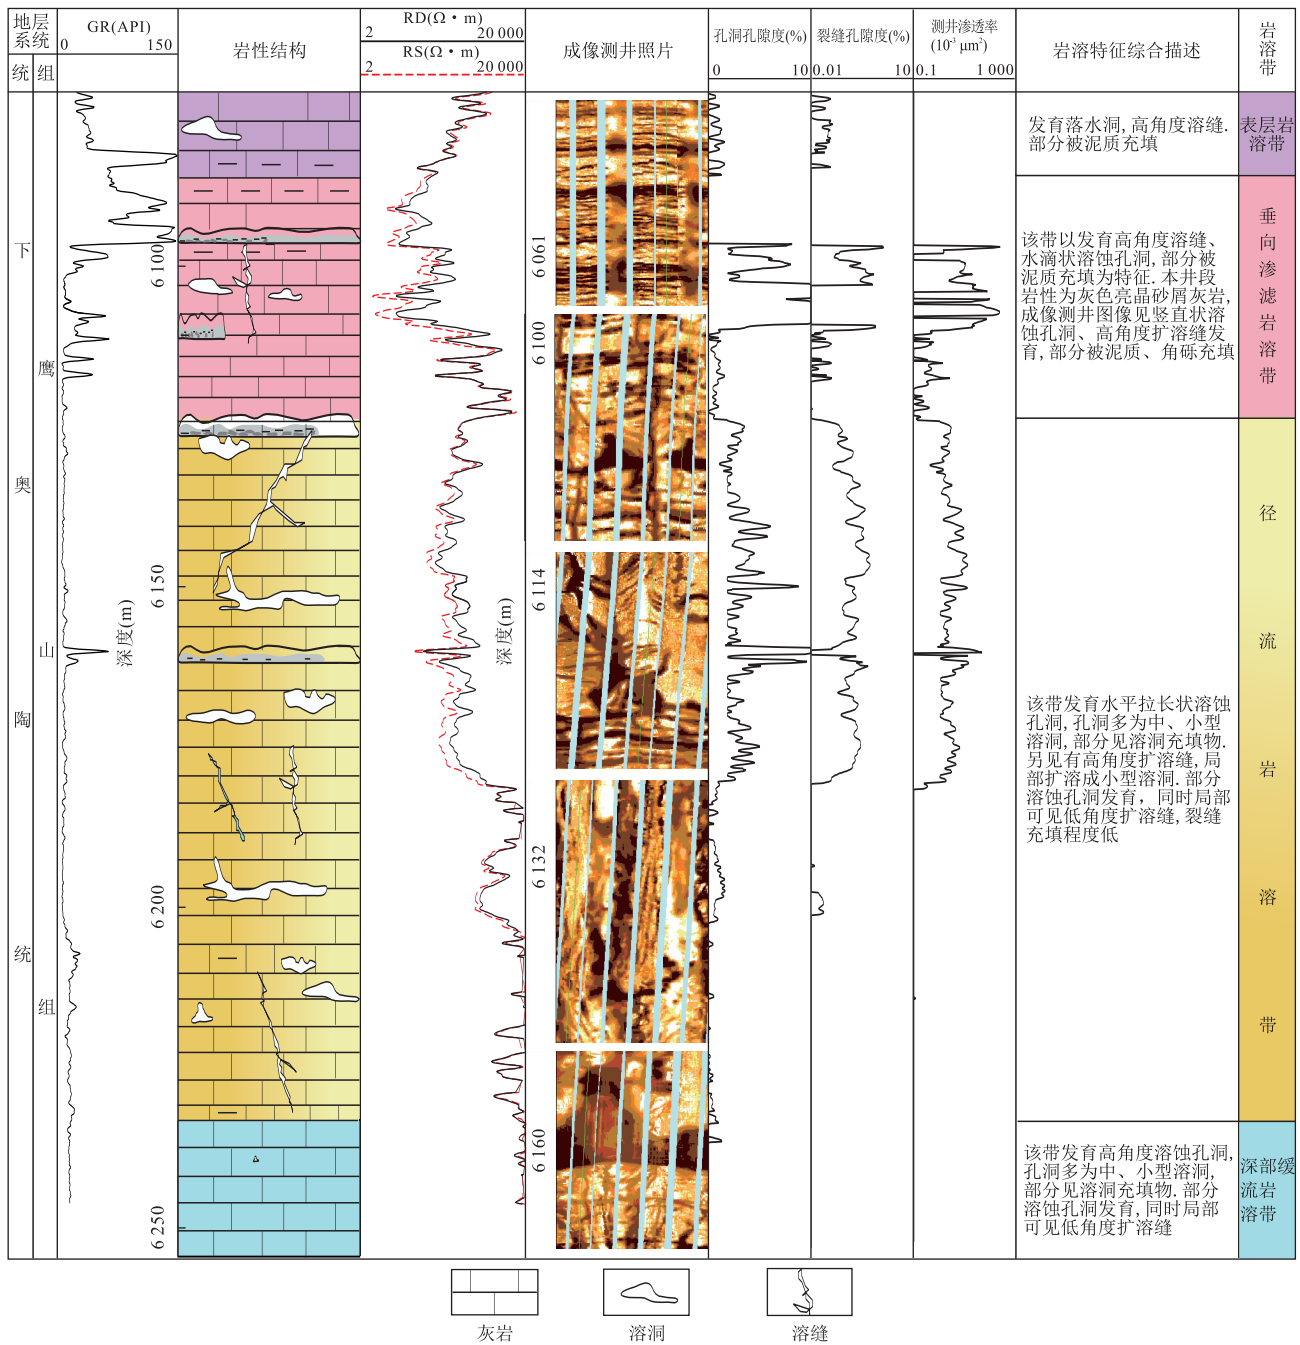 地层
系统
统 组
GR(API)
0 150
岩性结构
RD(Ω·m)
2 20 000
RS(Ω·m)
2 20 000
成像测井照片
孔洞孔隙度(%)
0 10
裂缝孔隙度(%)
0.01 10
测井渗透率
(10⁻³ μm²)
0.1 1 000
岩溶特征综合描述
岩溶带
下奥陶统
鹰山组
深度(m)
6 100
6 150
6 200
6 250
深度(m)
6 061
6 100
6 114
6 132
6 160
发育落水洞,高角度溶缝.
部分被泥质充填
表层岩
溶带
该带以发育高角度溶缝、
水滴状溶蚀孔洞,部分被
泥质充填为特征.本井段
岩性为灰色亮晶砂屑灰岩,
成像测井图像见竖直状溶
蚀孔洞、高角度扩溶缝发
育,部分被泥质、角砾充填
垂向渗滤岩溶带
该带发育水平拉长状溶蚀
孔洞,孔洞多为中、小型
溶洞,部分见溶洞充填物.
另见有高角度扩溶缝,局
部扩溶成小型溶洞.部分
溶蚀孔洞发育，同时局部
可见低角度扩溶缝,裂缝
充填程度低
径流岩溶带
该带发育高角度溶蚀孔洞,
孔洞多为中、小型溶洞,
部分见溶洞充填物.部分
溶蚀孔洞发育,同时局部
可见低角度扩溶缝
深部缓
流岩
溶带
灰岩
溶洞
溶缝